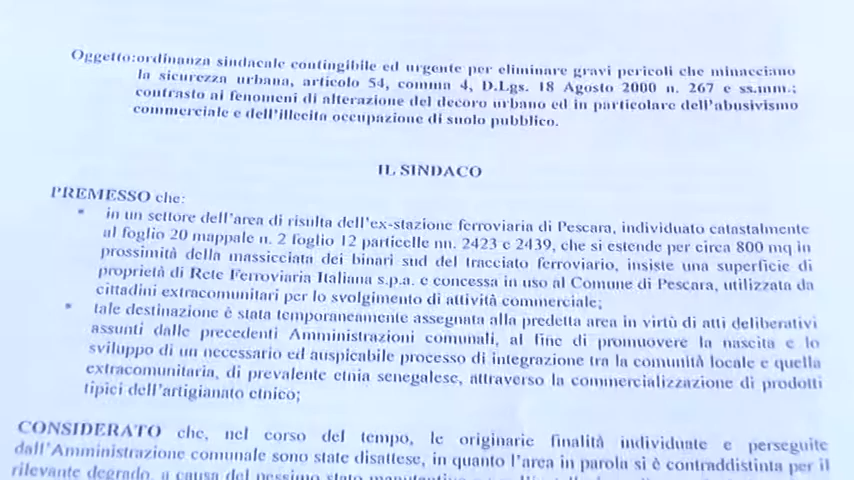 Oggetto:ordinanza sindacale contingibile ed urgente per eliminare gravi pericoli che minacciano
la sicurezza urbana, articolo 54, comma 4, D.Lgs. 18 Agosto 2000 n. 267 e ss.mm.;
contrasto ai fenomeni di alterazione del decoro urbano ed in particolare dell'abusivismo
commerciale e dell'illecita occupazione di suolo pubblico.
IL SINDACO
PREMESSO che:
• in un settore dell'area di risulta dell'ex-stazione ferroviaria di Pescara, individuato catastalmente
al foglio 20 mappale n. 2 foglio 12 particelle nn. 2423 e 2439, che si estende per circa 800 mq in
prossimità della massicciata dei binari sud del tracciato ferroviario, insiste una superficie di
proprietà di Rete Ferroviaria Italiana s.p.a. e concessa in uso al Comune di Pescara, utilizzata da
cittadini extracomunitari per lo svolgimento di attività commerciale;
• tale destinazione è stata temporaneamente assegnata alla predetta area in virtù di atti deliberativi
assunti dalle precedenti Amministrazioni comunali, al fine di promuovere la nascita e lo
sviluppo di un necessario ed auspicabile processo di integrazione tra la comunità locale e quella
extracomunitaria, di prevalente etnia senegalese, attraverso la commercializzazione di prodotti
tipici dell'artigianato etnico;
CONSIDERATO che, nel corso del tempo, le originarie finalità individuate e perseguite
dall'Amministrazione comunale sono state disattese, in quanto l'area in parola si è contraddistinta per il
rilevante degrado, a causa del pessimo stato